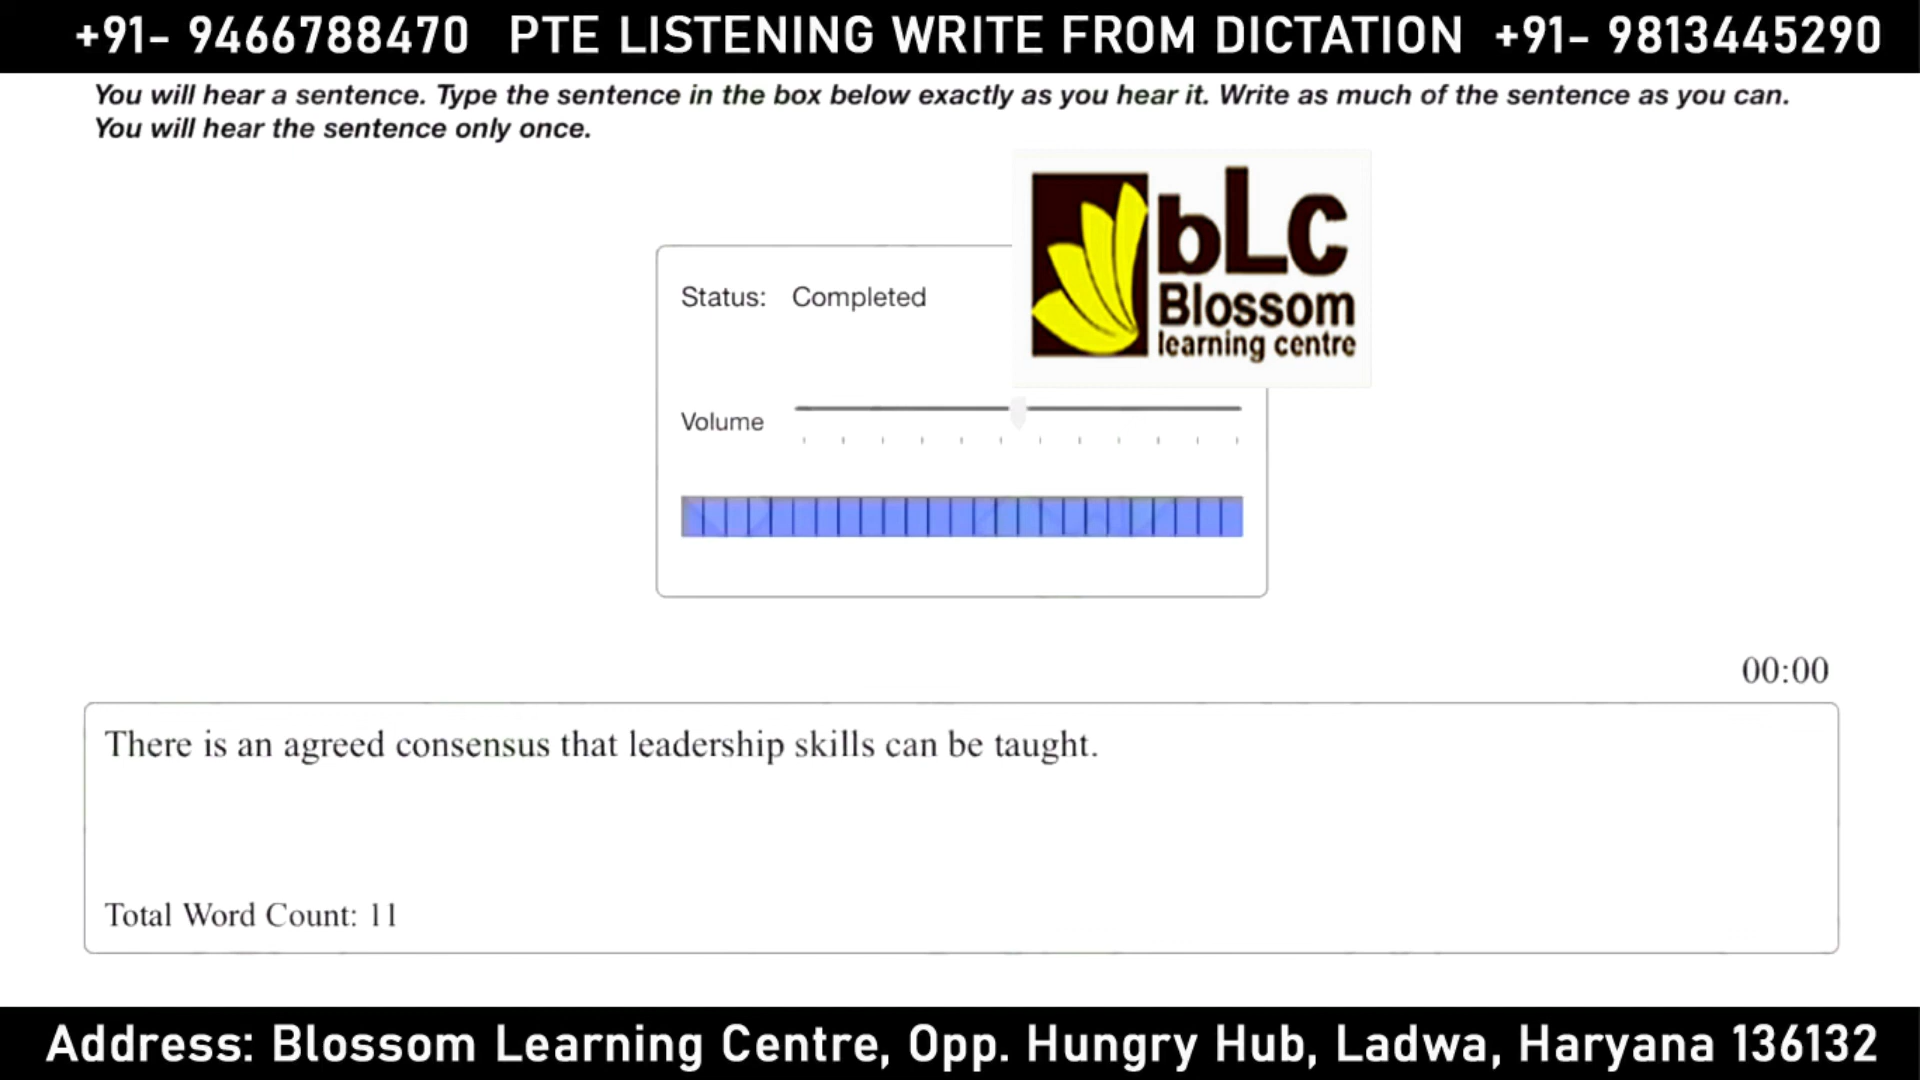 +91- 9466788470 PTE LISTENING WRITE FROM DICTATION +91- 9813445290
You will hear a sentence. Type the sentence in the box below exactly as you hear it. Write as much of the sentence as you can.
You will hear the sentence only once.
bLC
Blossom
learning centre
Status: Completed
Volume
00:00
There is an agreed consensus that leadership skills can be taught.
Total Word Count: 11
Address: Blossom Learning Centre, Opp. Hungry Hub, Ladwa, Haryana 136132